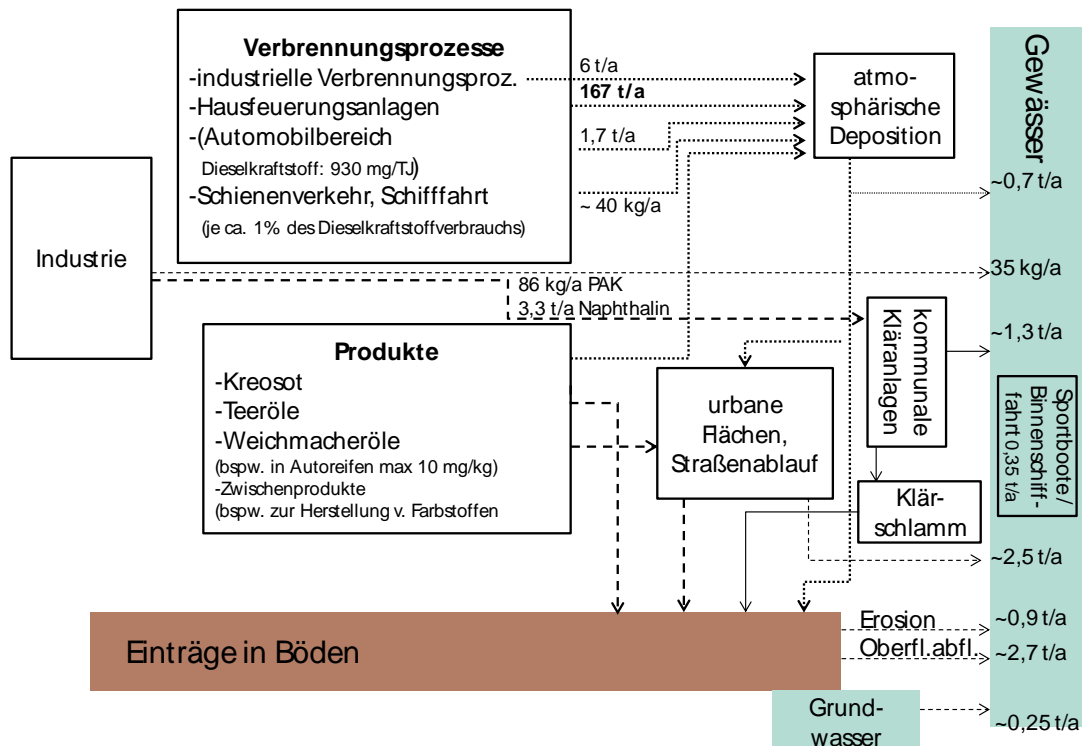 Verbrennungsprozesse
-industrielle Verbrennungsproz.
-Hausfeuerungsanlagen
-(Automobilbereich
Dieselkraftstoff: 930 mg/TJ)
-Schienenverkehr, Schifffahrt
(je ca. 1% des Dieselkraftstoffverbrauchs)
6 t/a
167 t/a
1,7 t/a
~ 40 kg/a
atmo-
sphärische
Deposition
Gewässer
~0,7 t/a
Industrie
35 kg/a
86 kg/a PAK
3,3 t/a Naphthalin
kommunale
Kläranlagen
~1,3 t/a
Produkte
-Kreosot
-Teeröle
-Weichmacheröle
(bspw. in Autoreifen max 10 mg/kg)
-Zwischenprodukte
(bspw. zur Herstellung v. Farbstoffen
urbane
Flächen,
Straßenablauf
Sportboote/
Binnenschiff-
fahrt 0,35 t/a
Klär-
schlamm
~2,5 t/a
Einträge in Böden
Erosion
~0,9 t/a
Oberfl.abfl.
~2,7 t/a
Grund-
wasser
~0,25 t/a